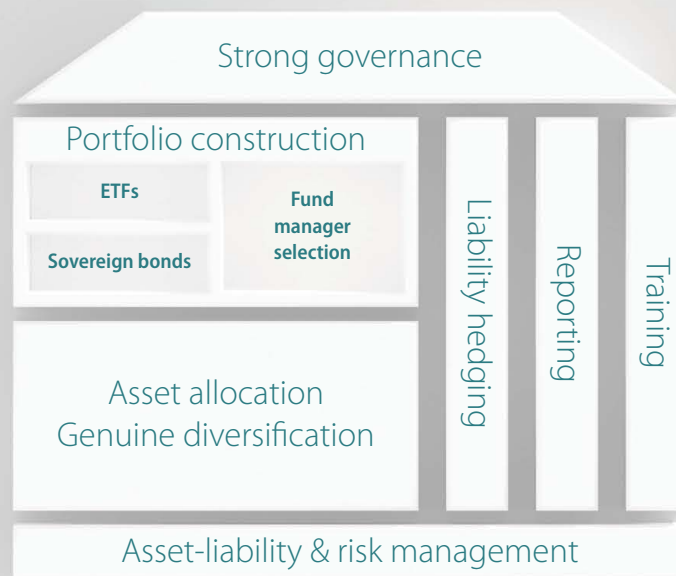 Strong governance
Portfolio construction
ETFs
Sovereign bonds
Fund
manager
selection
Asset allocation
Genuine diversification
Liability hedging
Reporting
Training
Asset-liability & risk management